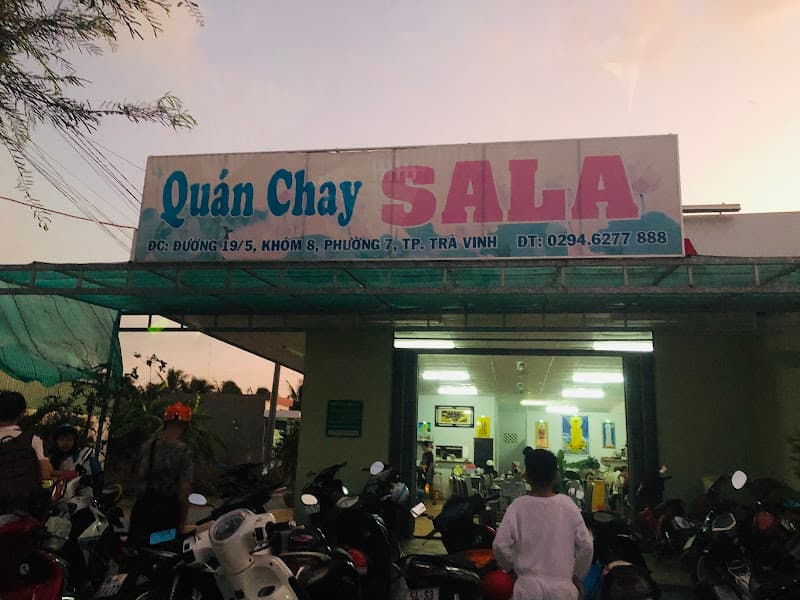 Quán Chay SALA
ĐC: ĐƯỜNG 19/5, KHÓM 8, PHƯỜNG 7, TP. TRÀ VINH ĐT: 0294.6277 888